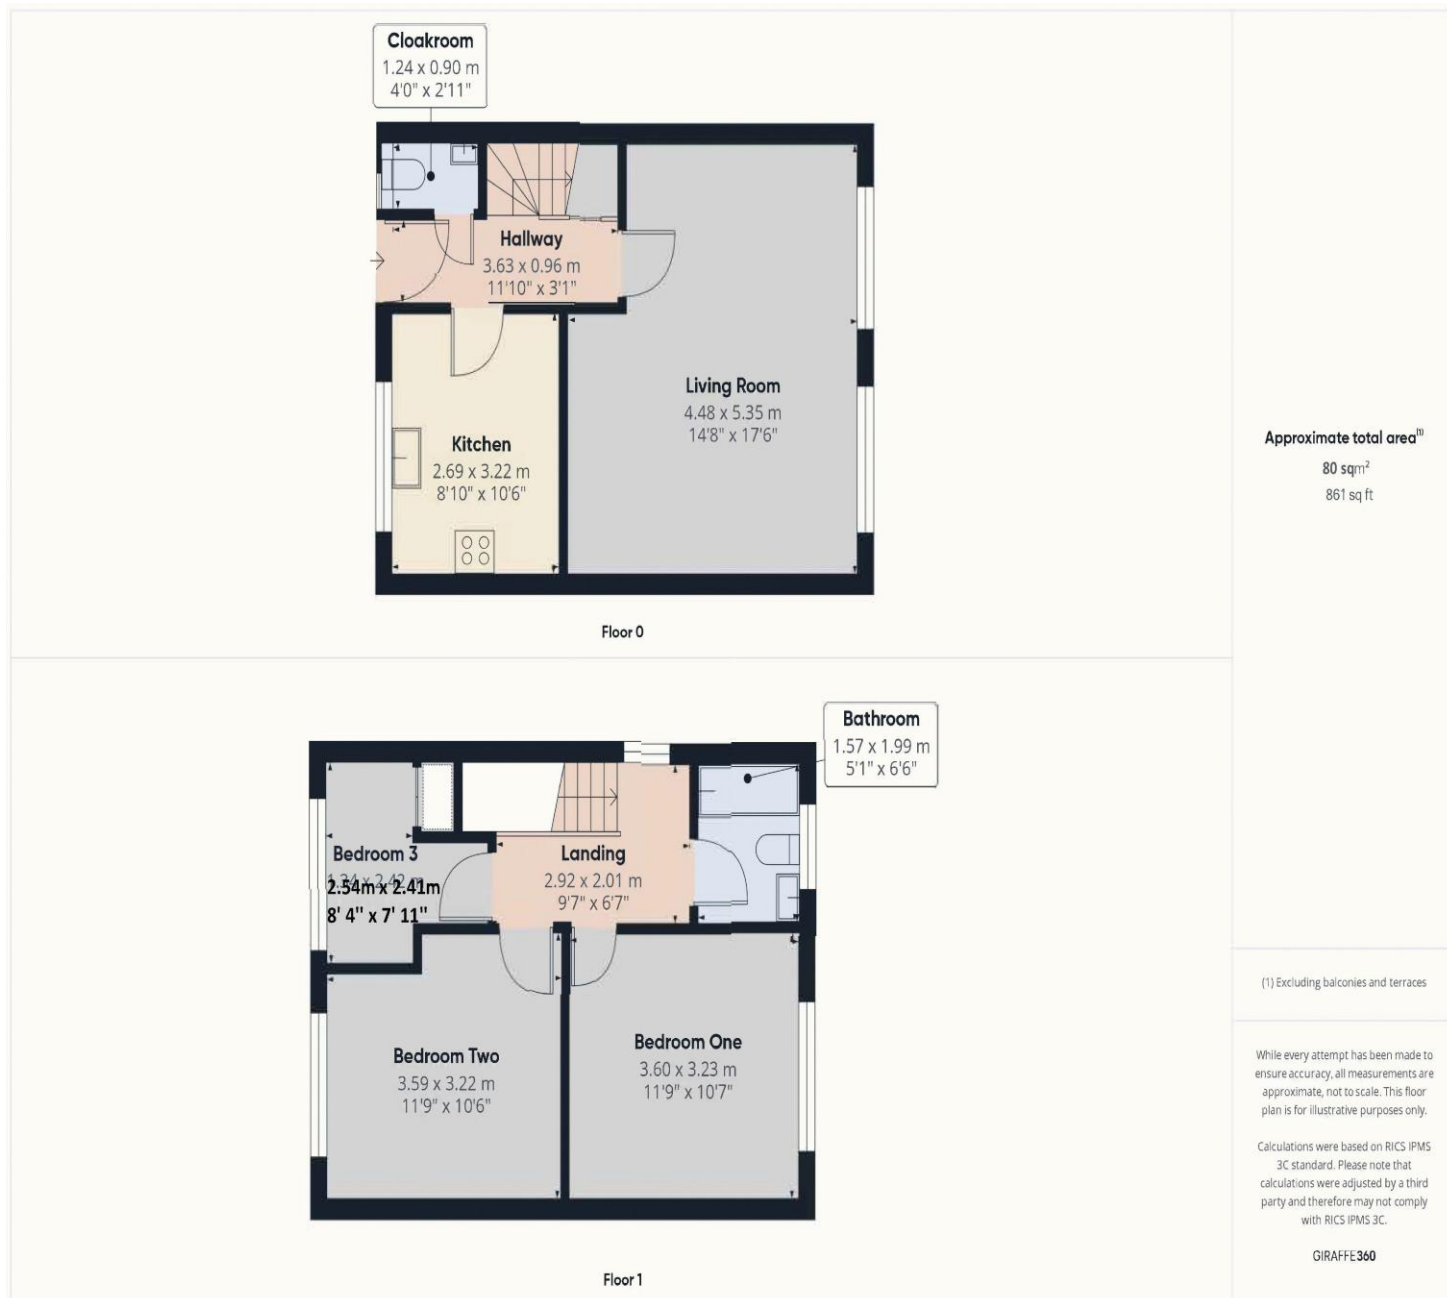 Cloakroom
1.24 x 0.90 m
4'0" x 2'11"
Hallway
3.63 x 0.96 m
11'10" x 3'1"
Living Room
4.48 x 5.35 m
14'8" x 17'6"
Kitchen
2.69 x 3.22 m
8'10" x 10'6"
Floor 0
Approximate total area(1)
80 sqm²
861 sq ft
Bathroom
1.57 x 1.99 m
5'1" x 6'6"
Bedroom 3
2.54m x 2.41m
8' 4'' x 7' 11''
Landing
2.92 x 2.01 m
9'7" x 6'7"
Bedroom Two
3.59 x 3.22 m
11'9" x 10'6"
Bedroom One
3.60 x 3.23 m
11'9" x 10'7"
Floor 1
(1) Excluding balconies and terraces
While every attempt has been made to
ensure accuracy, all measurements are
approximate, not to scale. This floor
plan is for illustrative purposes only.
Calculations were based on RICS IPMS
3C standard. Please note that
calculations were adjusted by a third
party and therefore may not comply
with RICS IPMS 3C.
GIRAFFE360